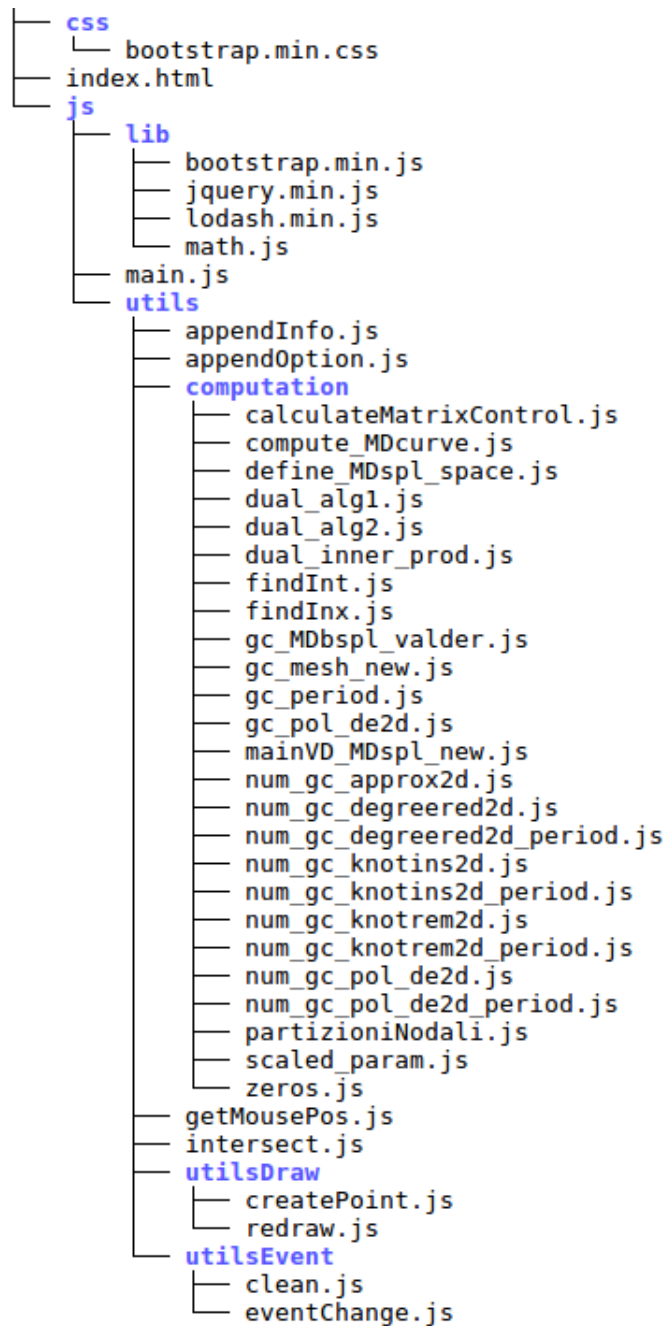 css
bootstrap.min.css
index.html
js
lib
bootstrap.min.js
jquery.min.js
lodash.min.js
math.js
main.js
utils
appendInfo.js
appendOption.js
computation
calculateMatrixControl.js
compute_MDcurve.js
define_MDspl_space.js
dual_alg1.js
dual_alg2.js
dual_inner_prod.js
findInt.js
findInx.js
gc_MDbspl_valder.js
gc_mesh_new.js
gc_period.js
gc_pol_de2d.js
mainVD_MDspl_new.js
num_gc_approx2d.js
num_gc_degreered2d.js
num_gc_degreered2d_period.js
num_gc_knotins2d.js
num_gc_knotins2d_period.js
num_gc_knotrem2d.js
num_gc_knotrem2d_period.js
num_gc_pol_de2d.js
num_gc_pol_de2d_period.js
partizioniNodali.js
scaled_param.js
zeros.js
getMousePos.js
intersect.js
utilsDraw
createPoint.js
redraw.js
utilsEvent
clean.js
eventChange.js